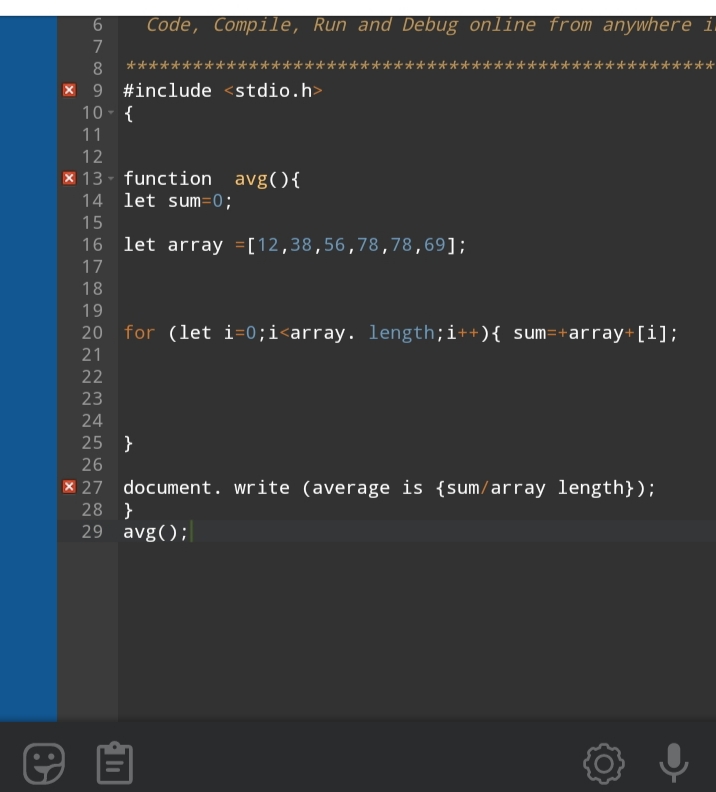 6 Code, Compile, Run and Debug online from anywhere
7
8 *****************************************************
9 #include <stdio.h>
10 {
11
12
13 function  avg(){
14 let sum=0;
15
16 let array =[12,38,56,78,78,69];
17
18
19
20 for (let i=0;i<array. length;i++){ sum=+array+[i];
21
22
23
24
25 }
26
27 document. write (average is {sum/array length});
28 }
29 avg();